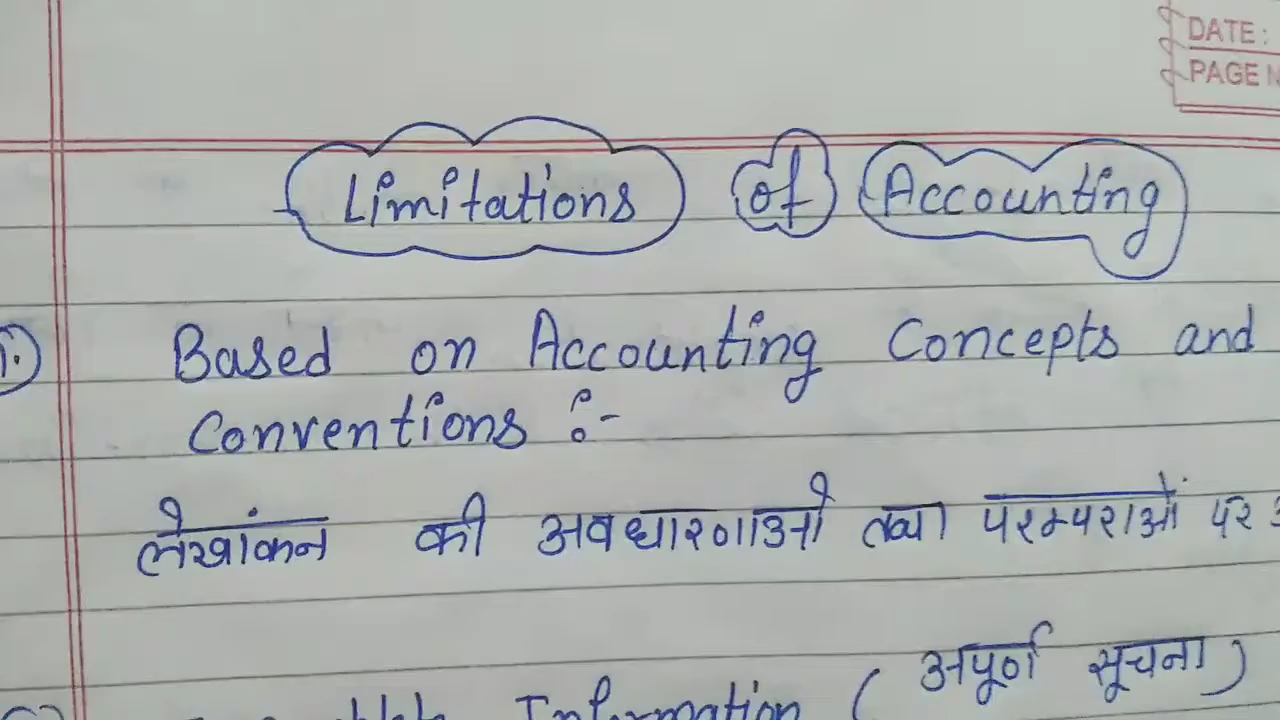 DATE :
PAGE
Limitations of Accounting
i.) Based on Accounting Concepts and
Conventions :-
लेखांकन की अवधारणाओ तथा परम्पराओं पर
Information ( अपूर्ण सूचना )